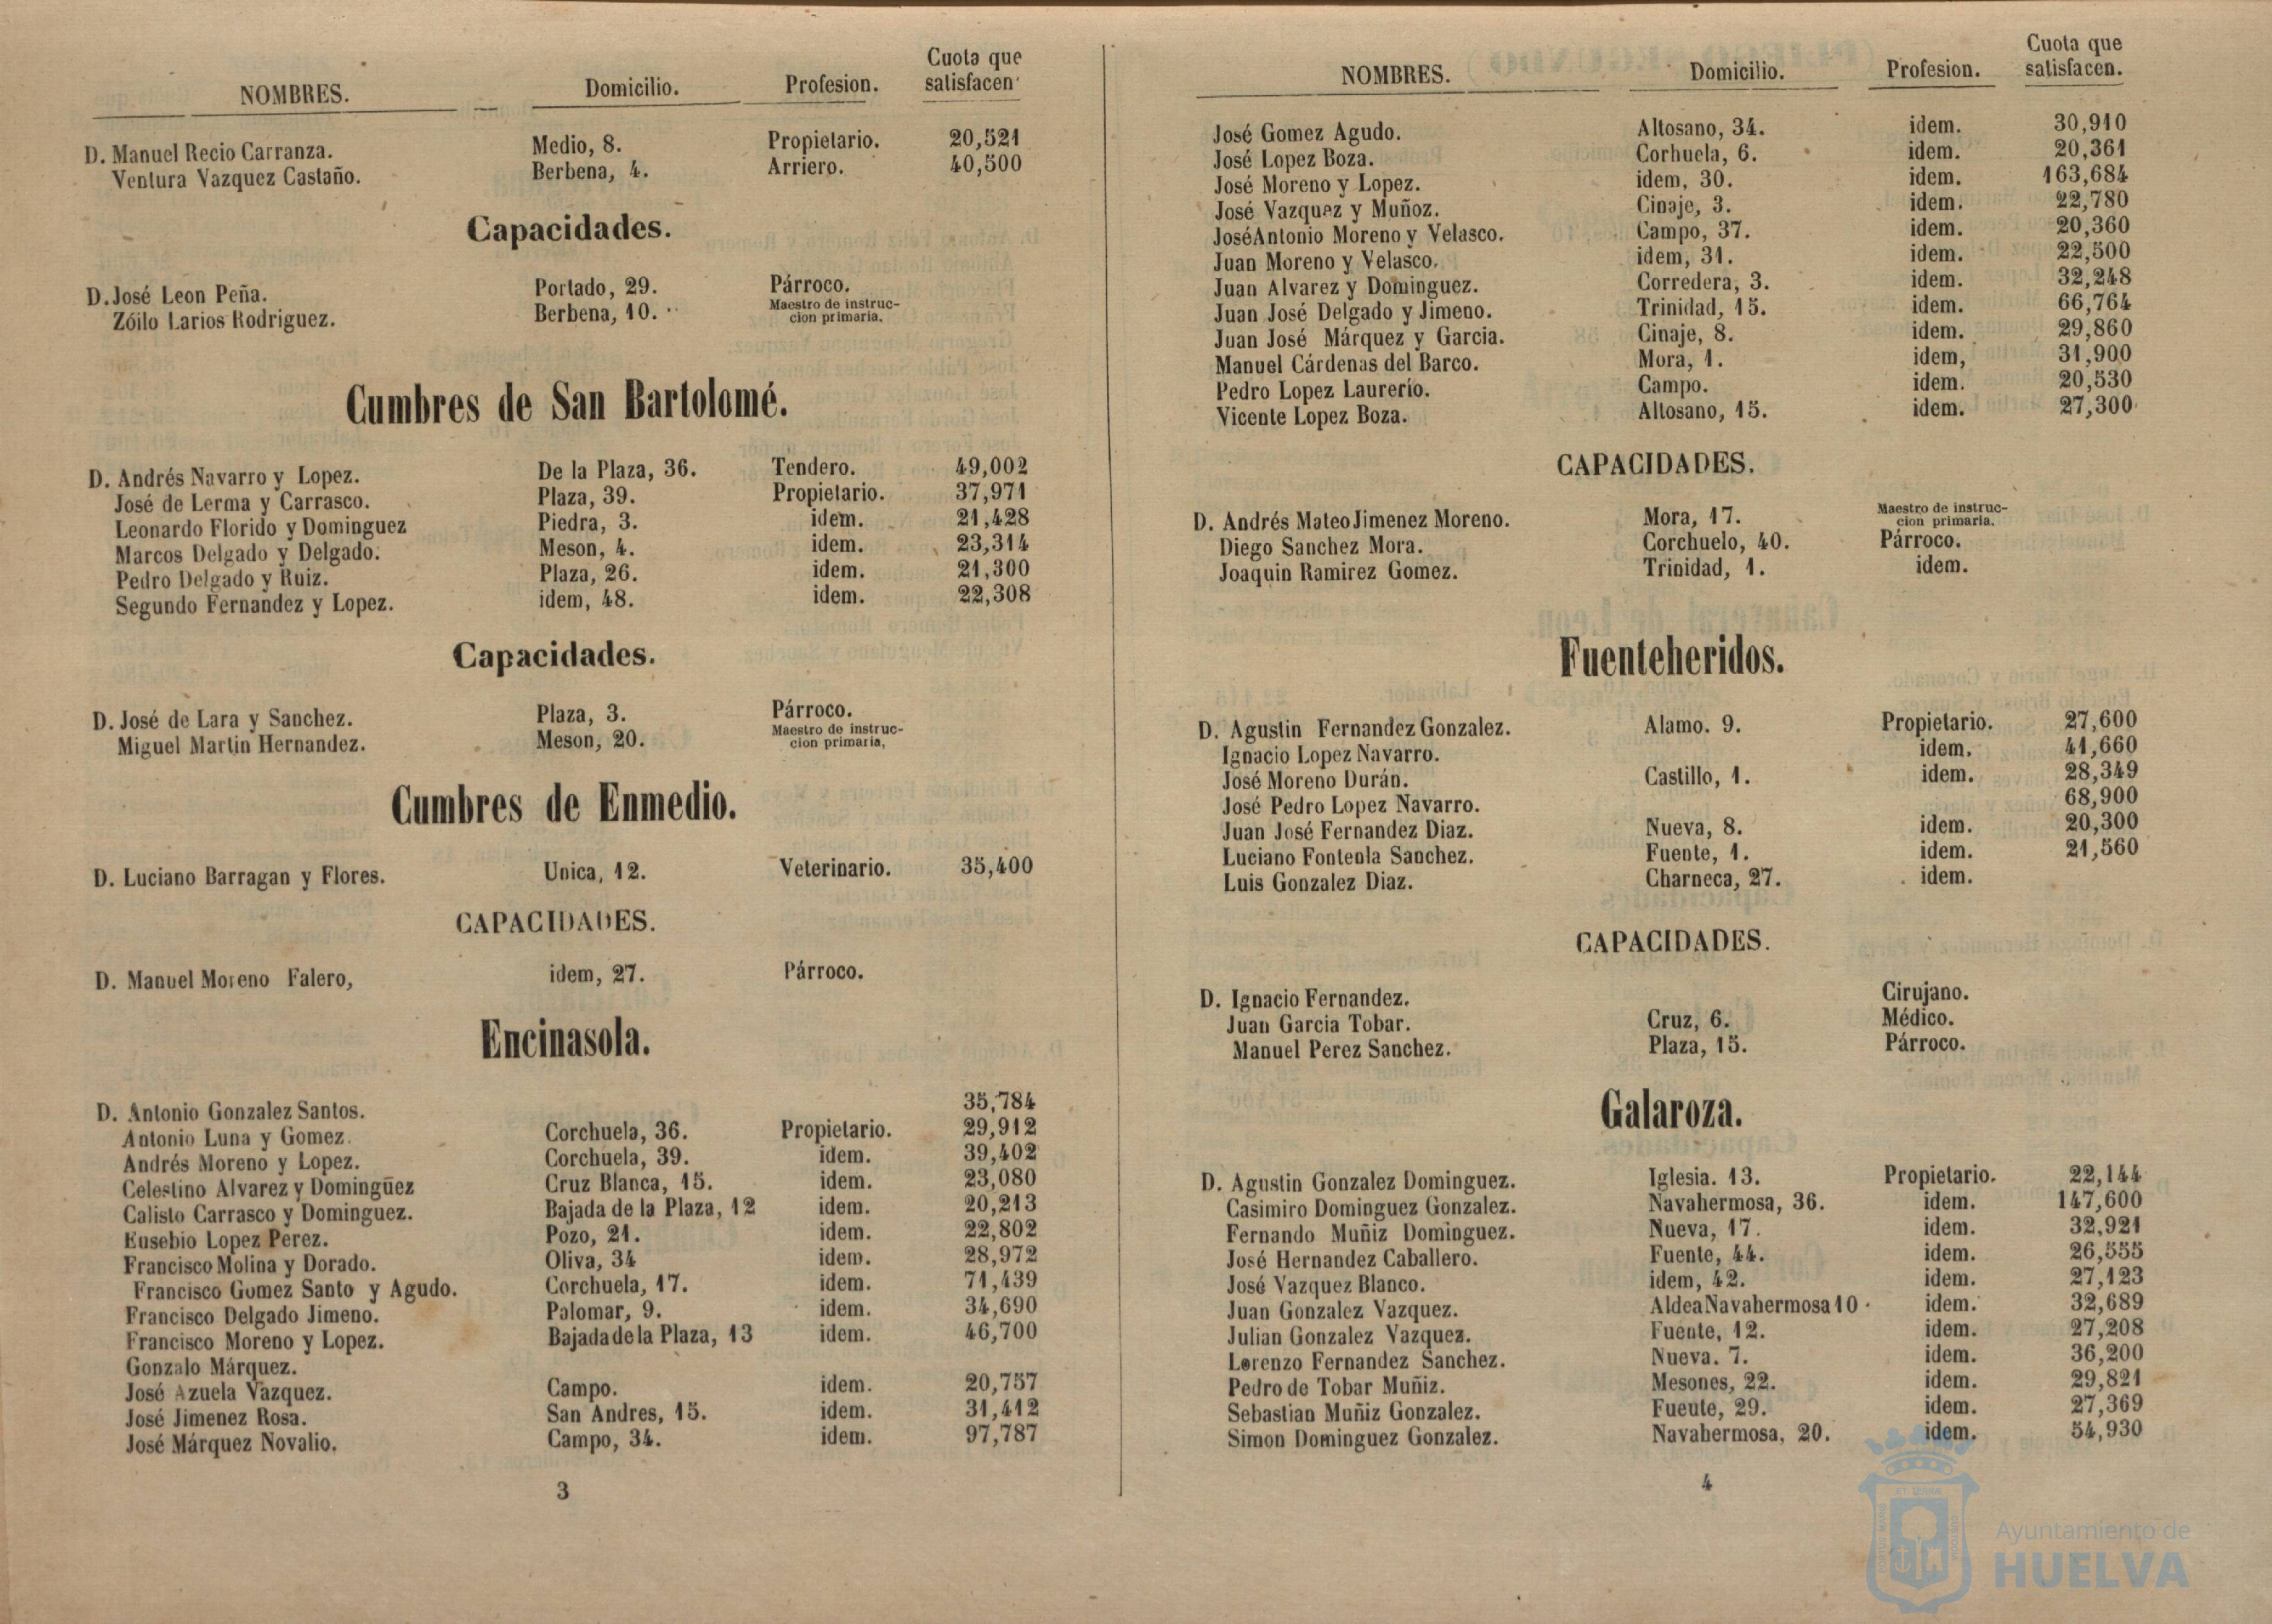 NOMBRES. Domicilio. Profesion. Cuota que satisfacen
D. Manuel Recio Carranza. Medio, 8. Propietario. 20,521
Ventura Vazquez Castaño. Berbena, 4. Arriero. 40,500
Capacidades.
D. José Leon Peña. Portado, 29. Párroco.
Zóilo Larios Rodriguez. Berbena, 10. Maestro de instruc-
cion primaria.
Cumbres de San Bartolomé.
D. Andrés Navarro y Lopez. De la Plaza, 36. Tendero. 49,002
José de Lerma y Carrasco. Plaza, 39. Propietario. 37,971
Leonardo Florido y Dominguez Piedra, 3. idem. 21,428
Marcos Delgado y Delgado. Meson, 4. idem. 23,314
Pedro Delgado y Ruiz. Plaza, 26. idem. 21,300
Segundo Fernandez y Lopez. idem, 48. idem. 22,308
Capacidades.
D. José de Lara y Sanchez. Plaza, 3. Párroco.
Miguel Martin Hernandez. Meson, 20. Maestro de instruc-
cion primaria,
Cumbres de Enmedio.
D. Luciano Barragan y Flores. Unica, 12. Veterinario. 35,400
CAPACIDADES.
D. Manuel Moreno Falero, idem, 27. Párroco.
Encinasola.
D. Antonio Gonzalez Santos. 35,784
Antonio Luna y Gomez. Corchuela, 36. Propietario. 29,912
Andrés Moreno y Lopez. Corchuela, 39. idem. 39,402
Celestino Alvarez y Domingüez Cruz Blanca, 15. idem. 23,080
Calisto Carrasco y Dominguez. Bajada de la Plaza, 12 idem. 20,213
Eusebio Lopez Perez. Pozo, 21. idem. 22,802
Francisco Molina y Dorado. Oliva, 34 idem. 28,972
Francisco Gomez Santo y Agudo. Corchuela, 17. idem. 71,439
Francisco Delgado Jimeno. Palomar, 9. idem. 34,690
Francisco Moreno y Lopez. Bajada de la Plaza, 13 idem. 46,700
Gonzalo Márquez.
José Azuela Vazquez. Campo. idem. 20,757
José Jimenez Rosa. San Andres, 15. idem. 31,412
José Márquez Novalio. Campo, 34. idem. 97,787
3
NOMBRES. Domicilio. Profesion. Cuota que satisfacen.
José Gomez Agudo. Altosano, 34. idem. 30,910
José Lopez Boza. Corhuela, 6. idem. 20,361
José Moreno y Lopez. idem, 30. idem. 163,684
José Vazquez y Muñoz. Cinaje, 3. idem. 22,780
José Antonio Moreno y Velasco. Campo, 37. idem. 20,360
Juan Moreno y Velasco. idem, 31. idem. 22,500
Juan Alvarez y Dominguez. Corredera, 3. idem. 32,248
Juan José Delgado y Jimeno. Trinidad, 15. idem. 66,764
Juan José Márquez y Garcia. Cinaje, 8. idem. 29,860
Manuel Cárdenas del Barco. Mora, 1. idem, 31,900
Pedro Lopez Laurerío. Campo. idem. 20,530
Vicente Lopez Boza. Altosano, 15. idem. 27,300
CAPACIDADES.
D. Andrés Mateo Jimenez Moreno. Mora, 17. Maestro de instruc-
cion primaria.
Diego Sanchez Mora. Corchuelo, 40. Párroco.
Joaquin Ramirez Gomez. Trinidad, 1. idem.
Fuenteheridos.
D. Agustin Fernandez Gonzalez. Alamo. 9. Propietario. 27,600
Ignacio Lopez Navarro. idem. 41,660
José Moreno Durán. Castillo, 1. idem. 28,349
José Pedro Lopez Navarro. 68,900
Juan José Fernandez Diaz. Nueva, 8. idem. 20,300
Luciano Fontenla Sanchez. Fuente, 1. idem. 21,560
Luis Gonzalez Diaz. Charneca, 27. idem.
CAPACIDADES.
D. Ignacio Fernandez. Cirujano.
Juan Garcia Tobar. Cruz, 6. Médico.
Manuel Perez Sanchez. Plaza, 15. Párroco.
Galaroza.
D. Agustin Gonzalez Dominguez. Iglesia. 13. Propietario. 22,144
Casimiro Dominguez Gonzalez. Navahermosa, 36. idem. 147,600
Fernando Muñiz Dominguez. Nueva, 17. idem. 32,921
José Hernandez Caballero. Fuente, 44. idem. 26,555
José Vazquez Blanco. idem, 42. idem. 27,123
Juan Gonzalez Vazquez. Aldea Navahermosa 10 idem. 32,689
Julian Gonzalez Vazquez. Fuente, 12. idem. 27,208
Lorenzo Fernandez Sanchez. Nueva. 7. idem. 36,200
Pedro de Tobar Muñiz. Mesones, 22. idem. 29,821
Sebastian Muñiz Gonzalez. Fueute, 29. idem. 27,369
Simon Dominguez Gonzalez. Navahermosa, 20. idem. 54,930
4
Ayuntamiento de
HUELVA